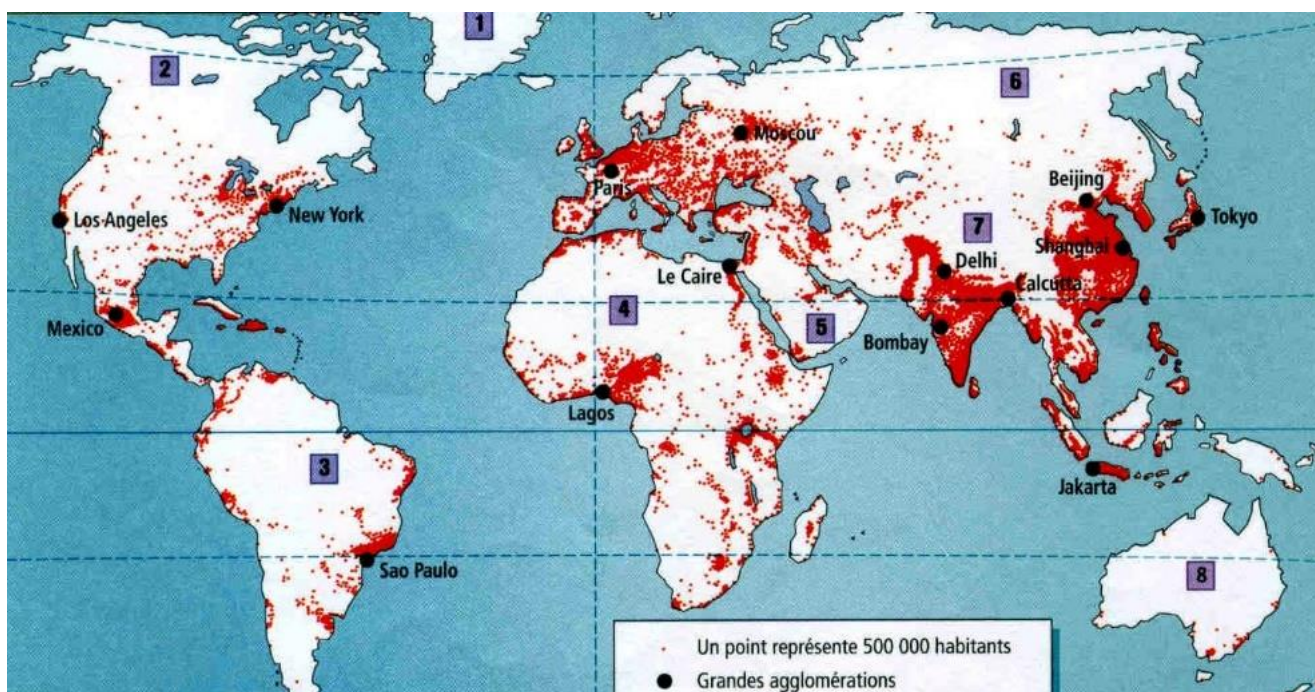 1
2
6
Moscou
Paris
Beijing
Los Angeles
New York
Tokyo
7
Shanghai
Le Caire
Delhi
Calcutta
4
Mexico
5
Bombay
Lagos
3
Jakarta
Sao Paulo
8
Un point représente 500 000 habitants
Grandes agglomérations